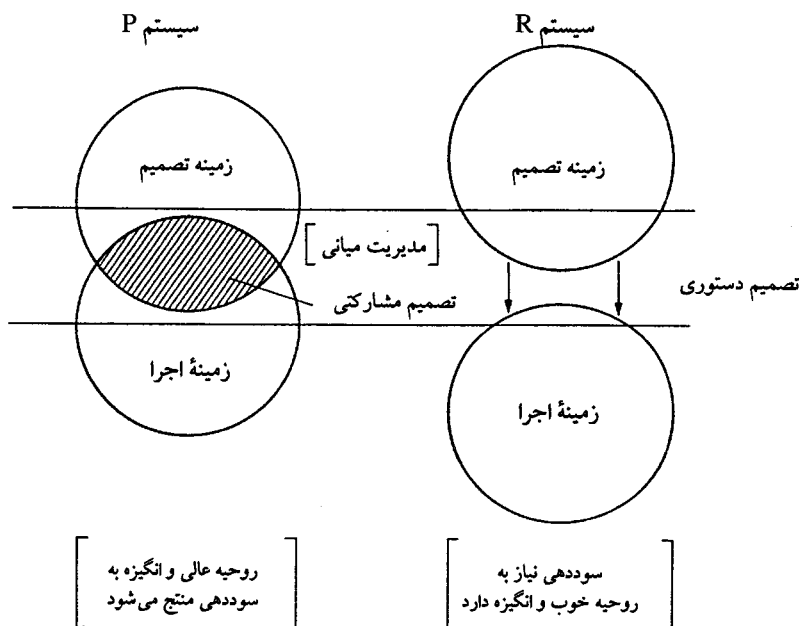 سیستم R
سیستم P
زمینه تصمیم
زمینه تصمیم
[مدیریت میانی]
تصمیم دستوری
تصمیم مشارکتی
زمینهٔ اجرا
زمینهٔ اجرا
سوددهی نیاز به
روحیه خوب و انگیزه دارد
روحیه عالی و انگیزه به
سوددهی منتج می‌شود